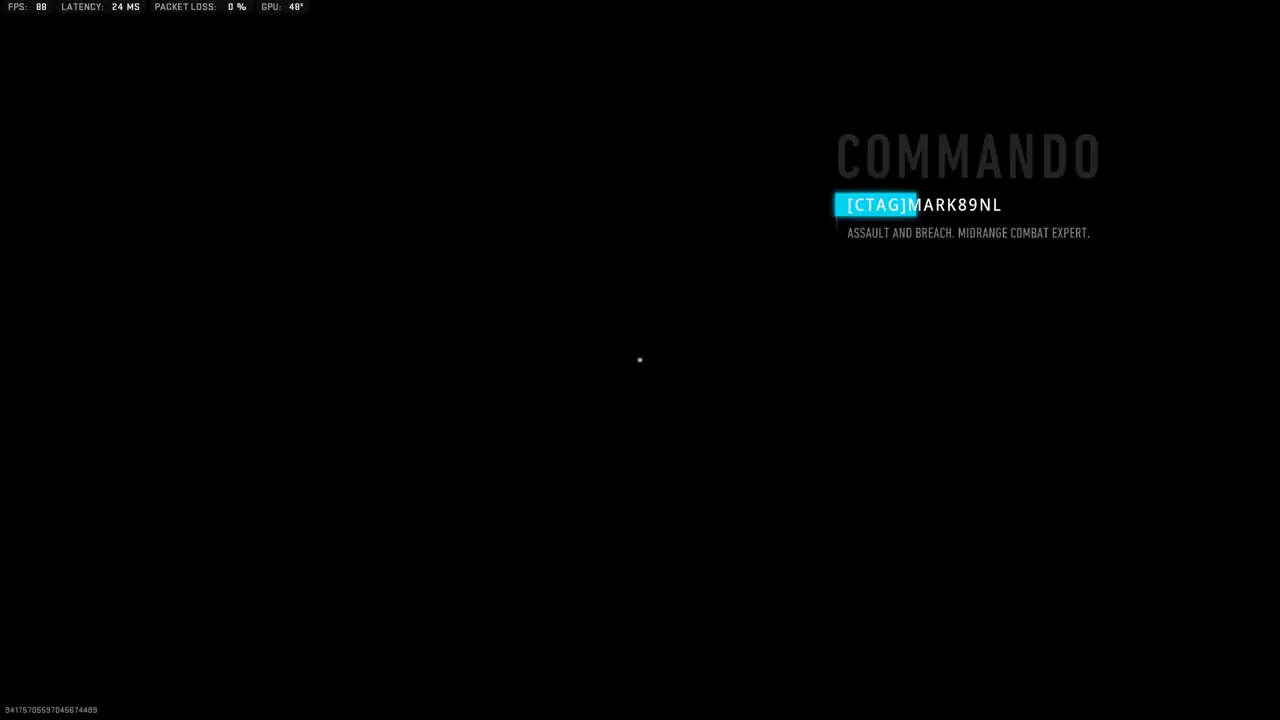 FPS: 88 LATENCY: 24 MS PACKET LOSS: 0 % GPU: 48°
COMMANDO
[CTAG]MARK89NL
ASSAULT AND BREACH. MIDRANGE COMBAT EXPERT.
94175705597045674489